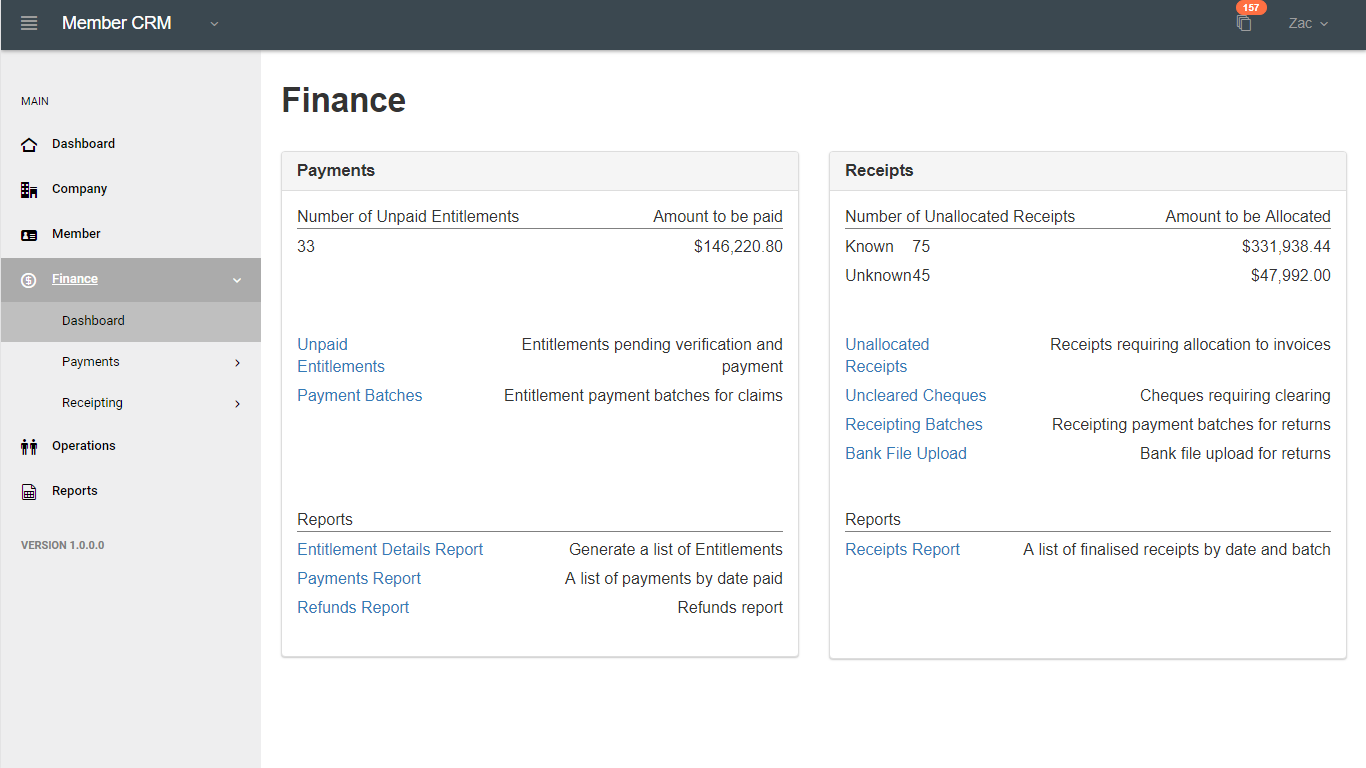 Member CRM
157
Zac
MAIN
Dashboard
Company
Member
Finance
Dashboard
Payments
Receipting
Operations
Reports
VERSION 1.0.0.0
Finance
Payments
Number of Unpaid Entitlements Amount to be paid
33 $146,220.80
Unpaid Entitlements pending verification and
Entitlements payment
Payment Batches Entitlement payment batches for claims
Reports
Entitlement Details Report Generate a list of Entitlements
Payments Report A list of payments by date paid
Refunds Report Refunds report
Receipts
Number of Unallocated Receipts Amount to be Allocated
Known 75 $331,938.44
Unknown45 $47,992.00
Unallocated Receipts requiring allocation to invoices
Receipts
Uncleared Cheques Cheques requiring clearing
Receipting Batches Receipting payment batches for returns
Bank File Upload Bank file upload for returns
Reports
Receipts Report A list of finalised receipts by date and batch